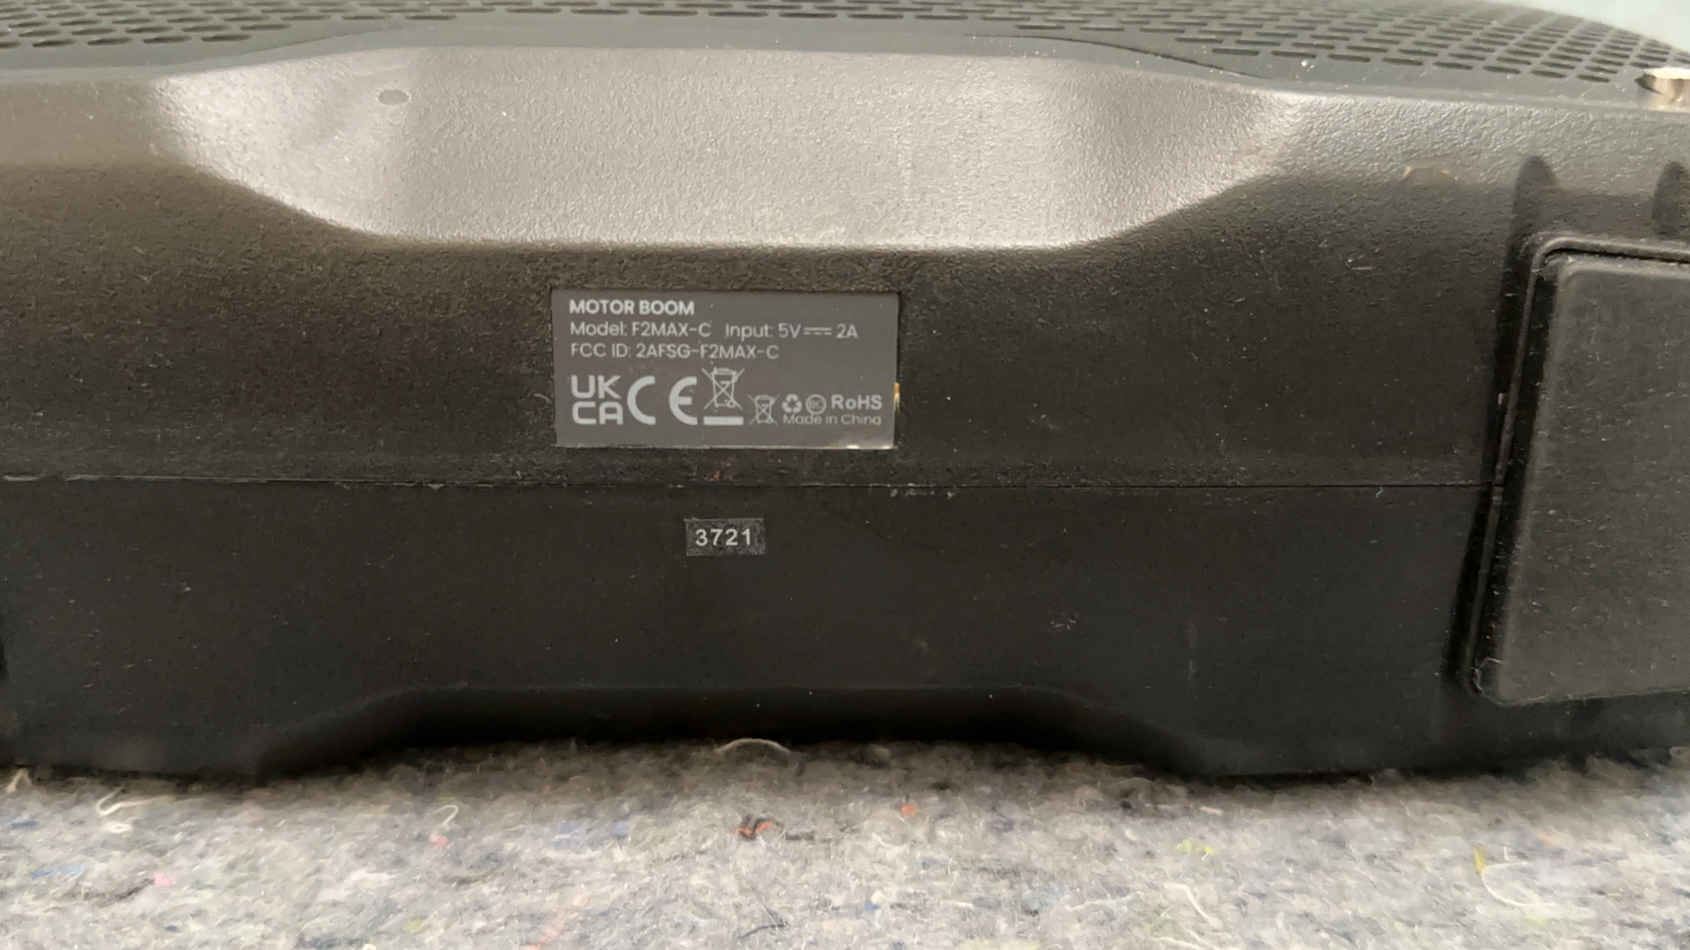 MOTOR BOOM
Model: F2MAX-C Input: 5V⎓2A
FCC ID: 2AFSG-F2MAX-C
UK
CA CE RoHS
Made in China
3721